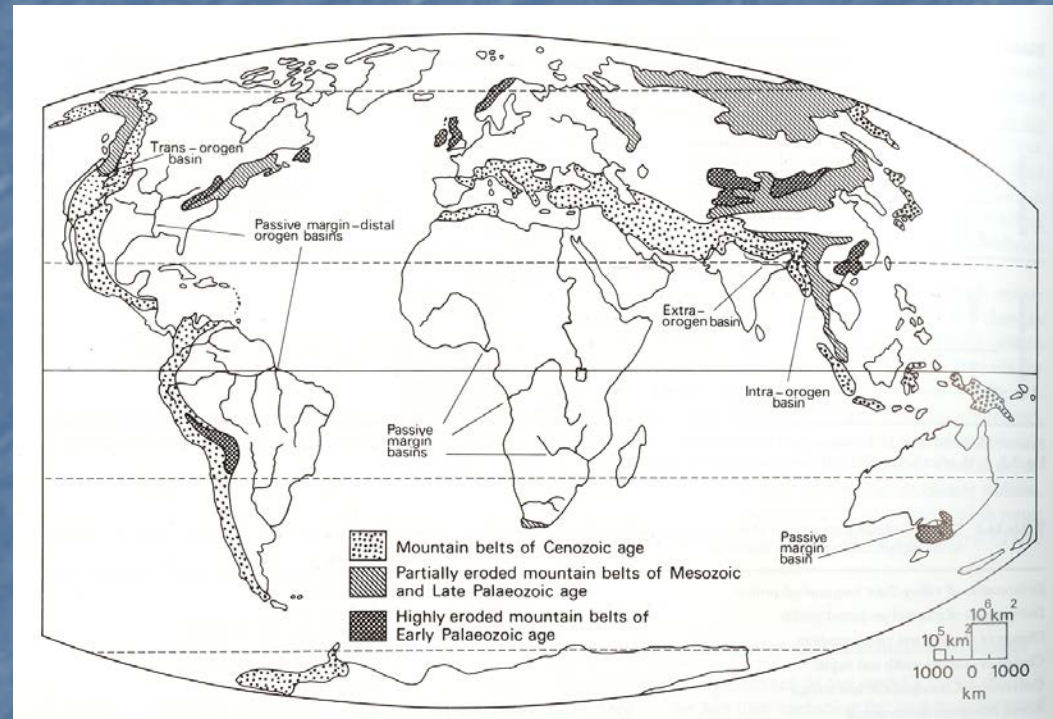 Trans-orogen
basin
Passive margin-distal
orogen basins
Extra-
orogen basin
Intra-orogen
basin
Passive
margin
basins
Passive
margin
basin
Mountain belts of Cenozoic age
Partially eroded mountain belts of Mesozoic
and Late Palaeozoic age
Highly eroded mountain belts of
Early Palaeozoic age
10⁶ km²
10⁵ km²
1000 0 1000
km